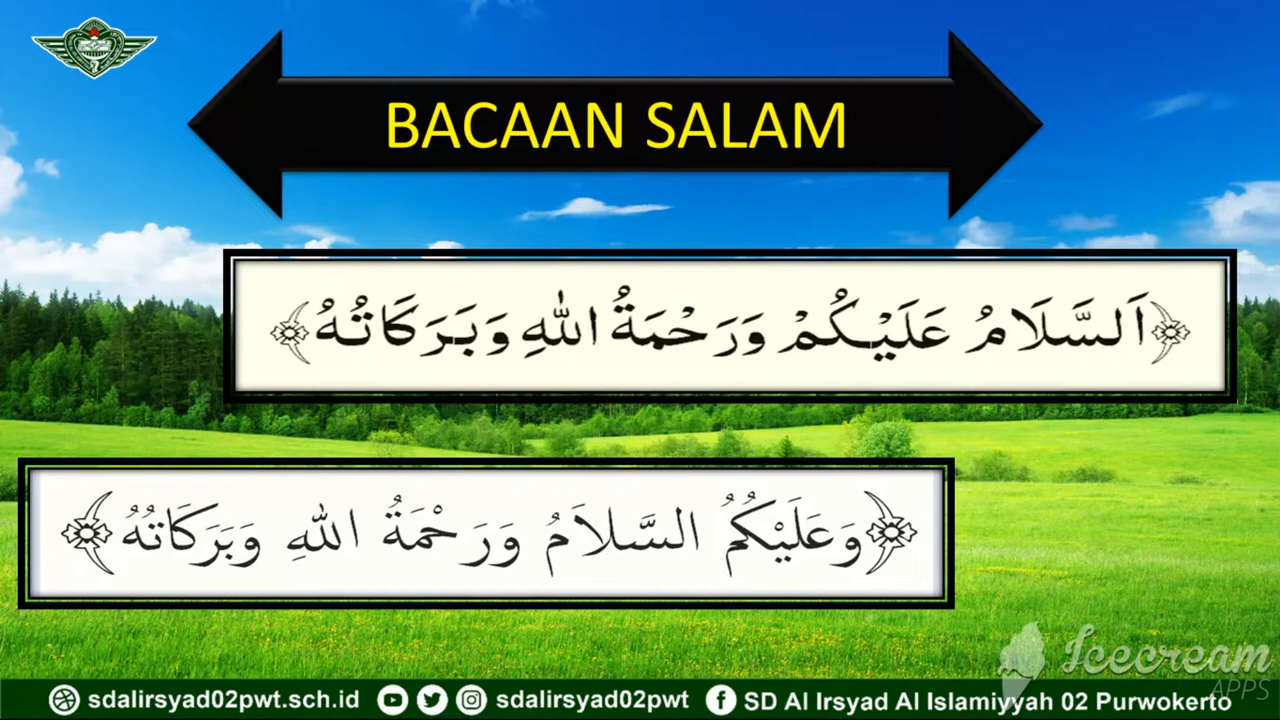 BACAAN SALAM
﴿اَلسَّلَامُ عَلَيْكُمْ وَرَحْمَةُ اللهِ وَبَرَكَاتُهُ﴾
﴿وَعَلَيْكُمُ السَّلاَمُ وَرَحْمَةُ اللهِ وَبَرَكَاتُهُ﴾
Icecream
APPS
sdalirsyad02pwt.sch.id sdalirsyad02pwt SD Al Irsyad Al Islamiyyah 02 Purwokerto